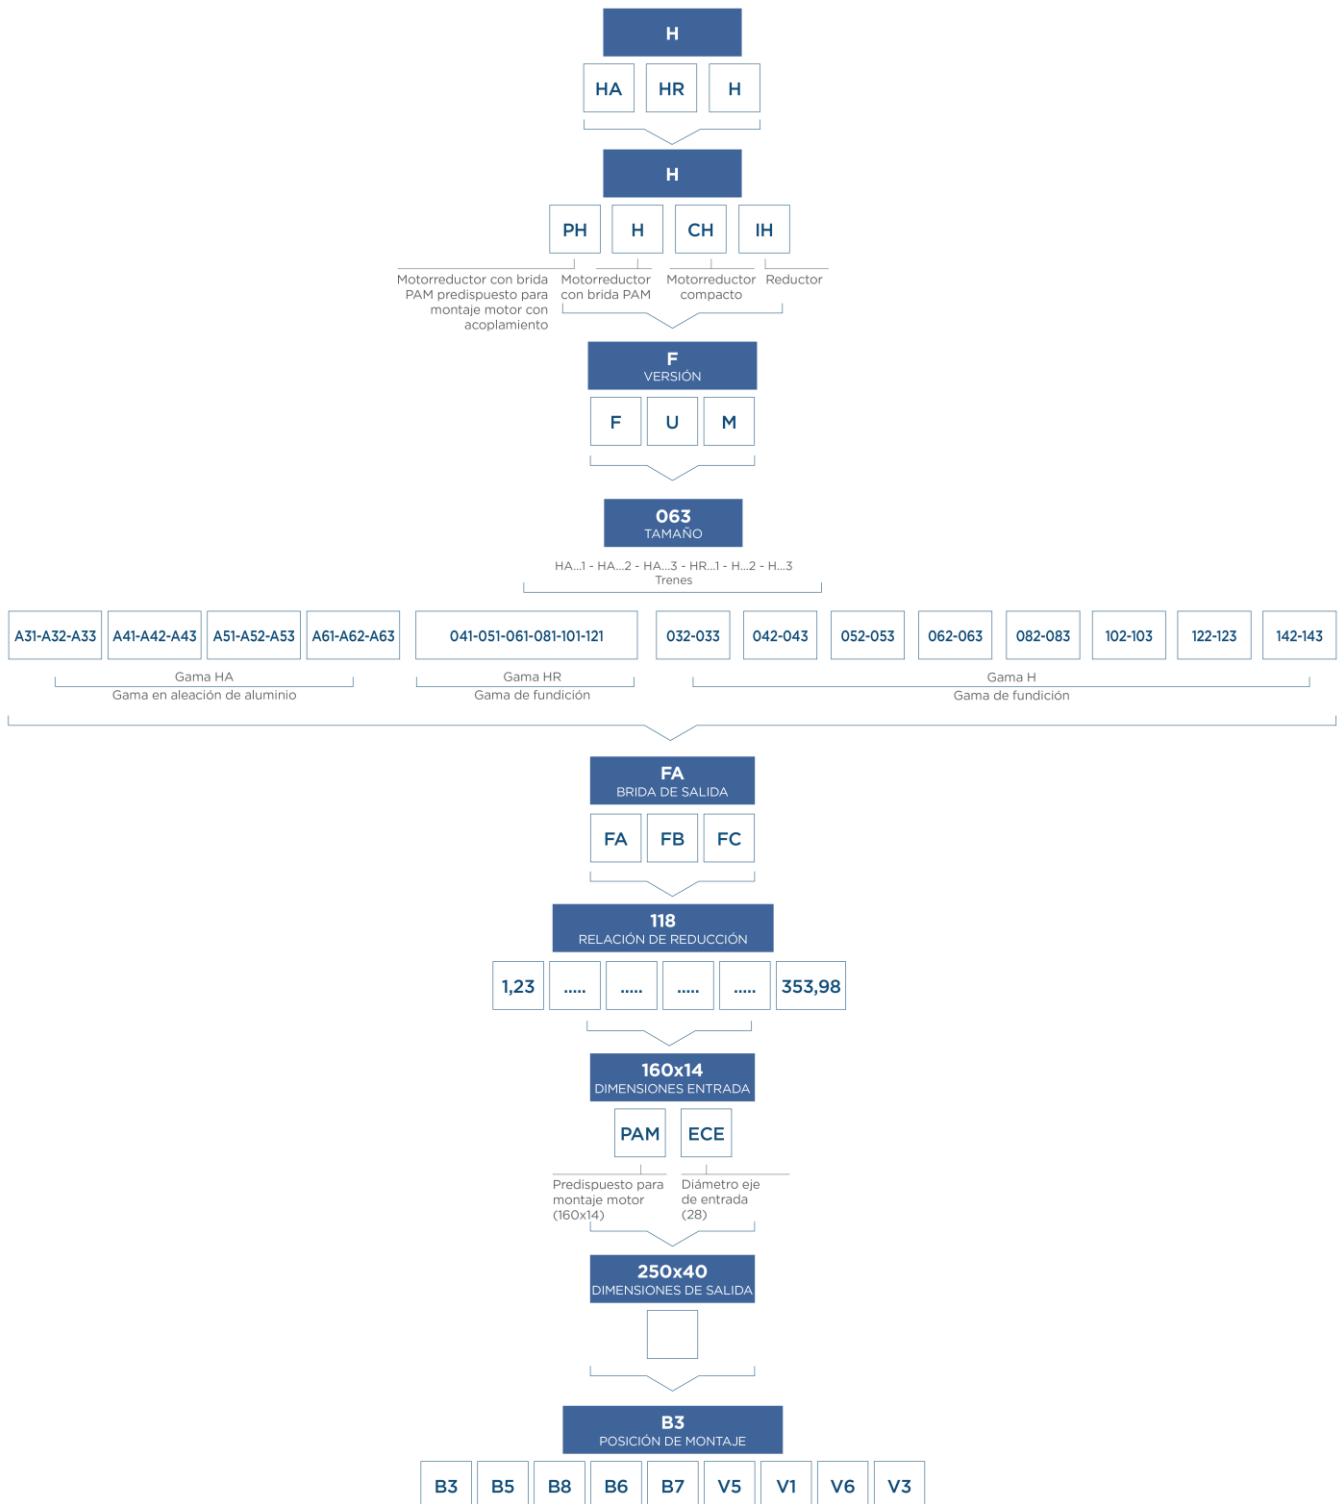 H
HA HR H
H
PH H CH IH
Motorreductor con brida
PAM predispuesto para
montaje motor con
acoplamiento
Motorreductor
con brida PAM
Motorreductor
compacto
Reductor
F
VERSIÓN
F U M
063
TAMAÑO
HA...1 - HA...2 - HA...3 - HR...1 - H...2 - H...3
Trenes
A31-A32-A33 A41-A42-A43 A51-A52-A53 A61-A62-A63 041-051-061-081-101-121 032-033 042-043 052-053 062-063 082-083 102-103 122-123 142-143
Gama HA
Gama en aleación de aluminio
Gama HR
Gama de fundición
Gama H
Gama de fundición
FA
BRIDA DE SALIDA
FA FB FC
118
RELACIÓN DE REDUCCIÓN
1,23 ..... ..... ..... ..... 353,98
160x14
DIMENSIONES ENTRADA
PAM ECE
Predispuesto para
montaje motor
(160x14)
Diámetro eje
de entrada
(28)
250x40
DIMENSIONES DE SALIDA
B3
POSICIÓN DE MONTAJE
B3 B5 B8 B6 B7 V5 V1 V6 V3